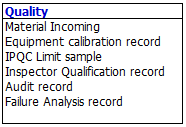 Quality
Material Incoming
Equipment calibration record
IPQC Limit sample
Inspector Qualification record
Audit record
Failure Analysis record